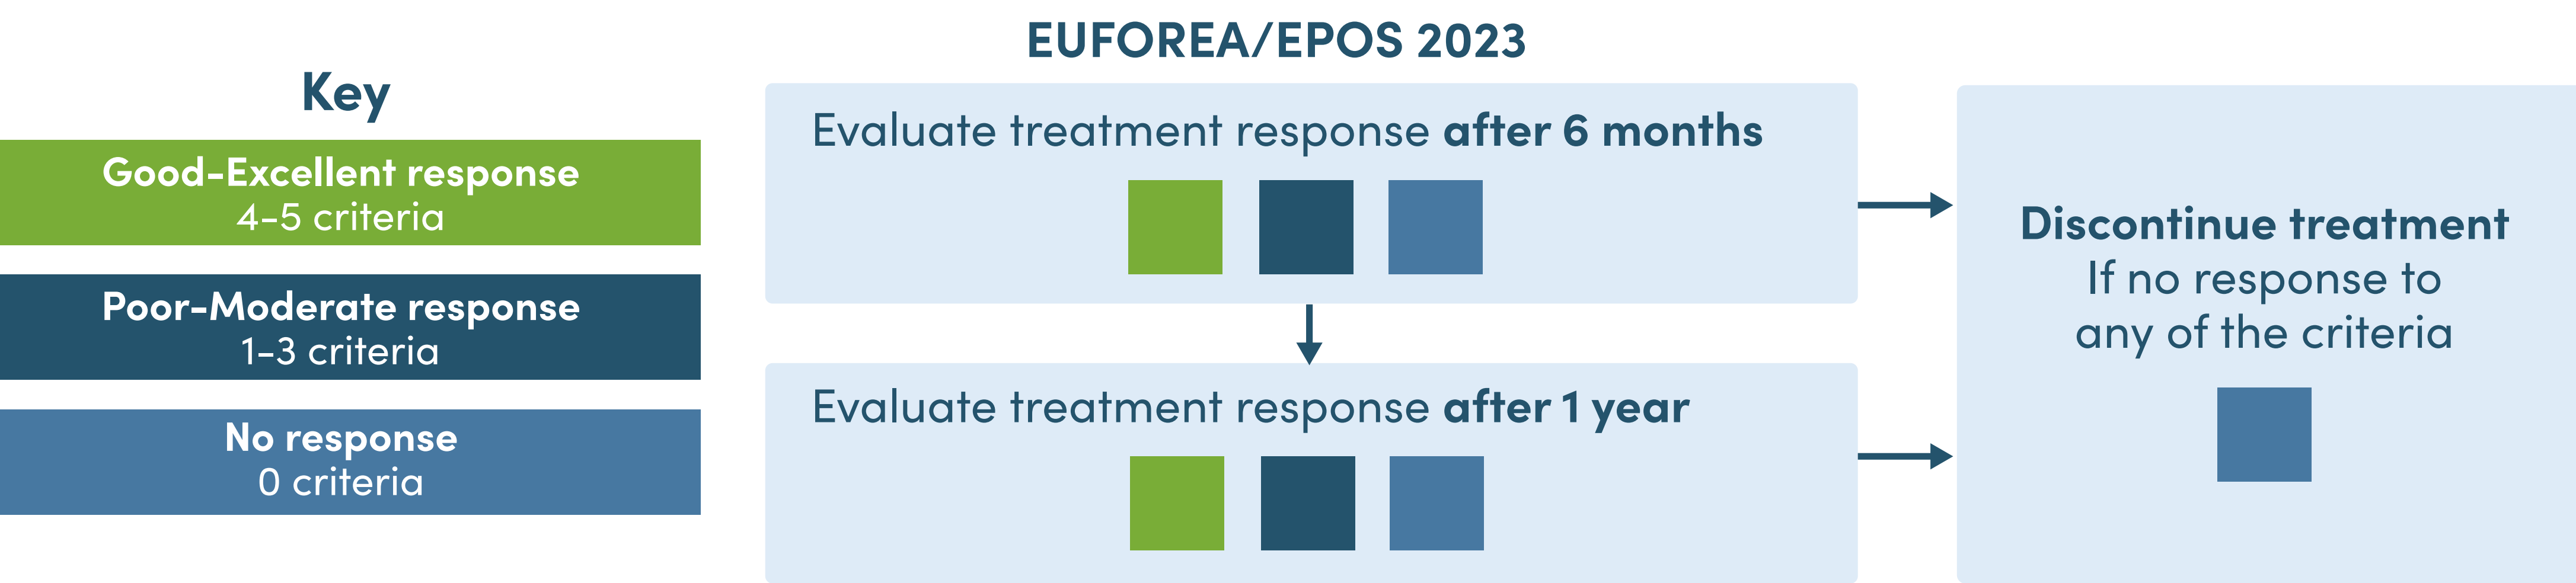 Key
Good-Excellent response
4-5 criteria
Poor-Moderate response
1-3 criteria
No response
0 criteria
EUFOREA/EPOS 2023
Evaluate treatment response after 6 months
Evaluate treatment response after 1 year
Discontinue treatment
If no response to
any of the criteria